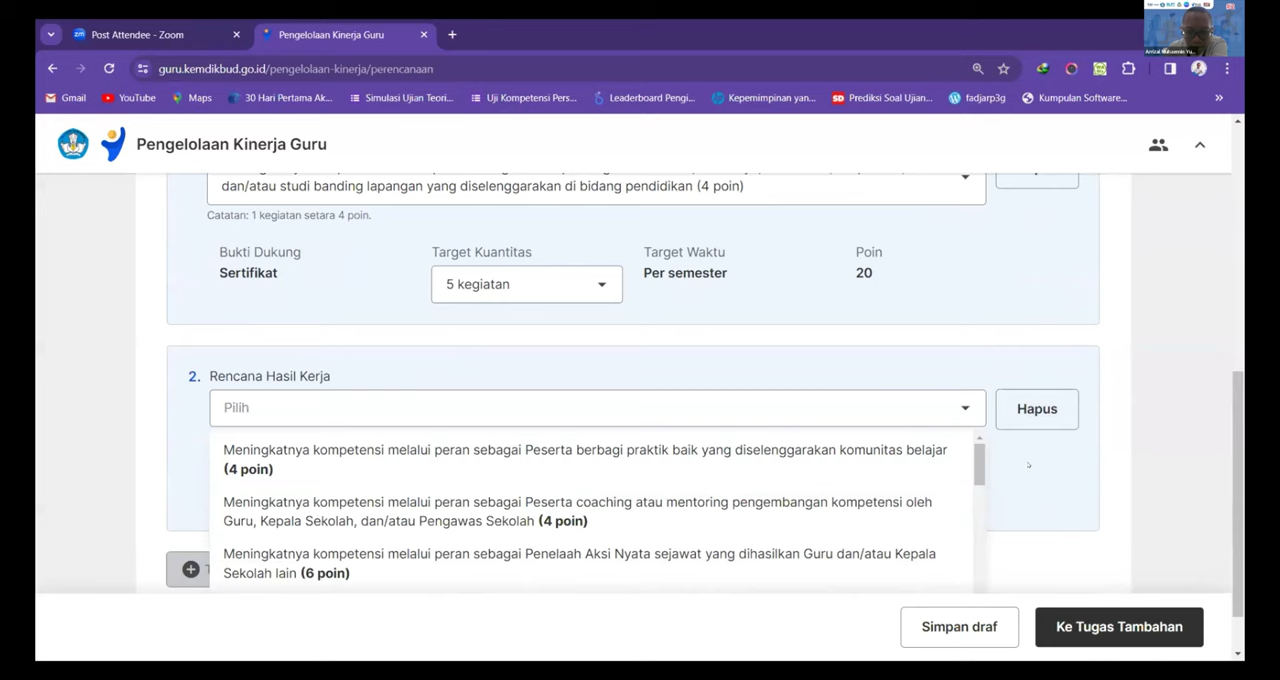 Post Attendee - Zoom
Pengelolaan Kinerja Guru
guru.kemdikbud.go.id/pengelolaan-kinerja/perencanaan
Gmail
YouTube
Maps
30 Hari Pertama Ak...
Simulasi Ujian Teori...
Uji Kompetensi Pers...
Leaderboard Pengi...
Kepemimpinan yan...
Prediksi Soal Ujian...
fadjarp3g
Kumpulan Software...
Pengelolaan Kinerja Guru
dan/atau studi banding lapangan yang diselenggarakan di bidang pendidikan (4 poin)
Catatan: 1 kegiatan setara 4 poin.
Bukti Dukung
Sertifikat
Target Kuantitas
5 kegiatan
Target Waktu
Per semester
Poin
20
2. Rencana Hasil Kerja
Pilih
Hapus
Meningkatnya kompetensi melalui peran sebagai Peserta berbagi praktik baik yang diselenggarakan komunitas belajar
(4 poin)
Meningkatnya kompetensi melalui peran sebagai Peserta coaching atau mentoring pengembangan kompetensi oleh
Guru, Kepala Sekolah, dan/atau Pengawas Sekolah (4 poin)
Meningkatnya kompetensi melalui peran sebagai Penelaah Aksi Nyata sejawat yang dihasilkan Guru dan/atau Kepala
Sekolah lain (6 poin)
Simpan draf
Ke Tugas Tambahan